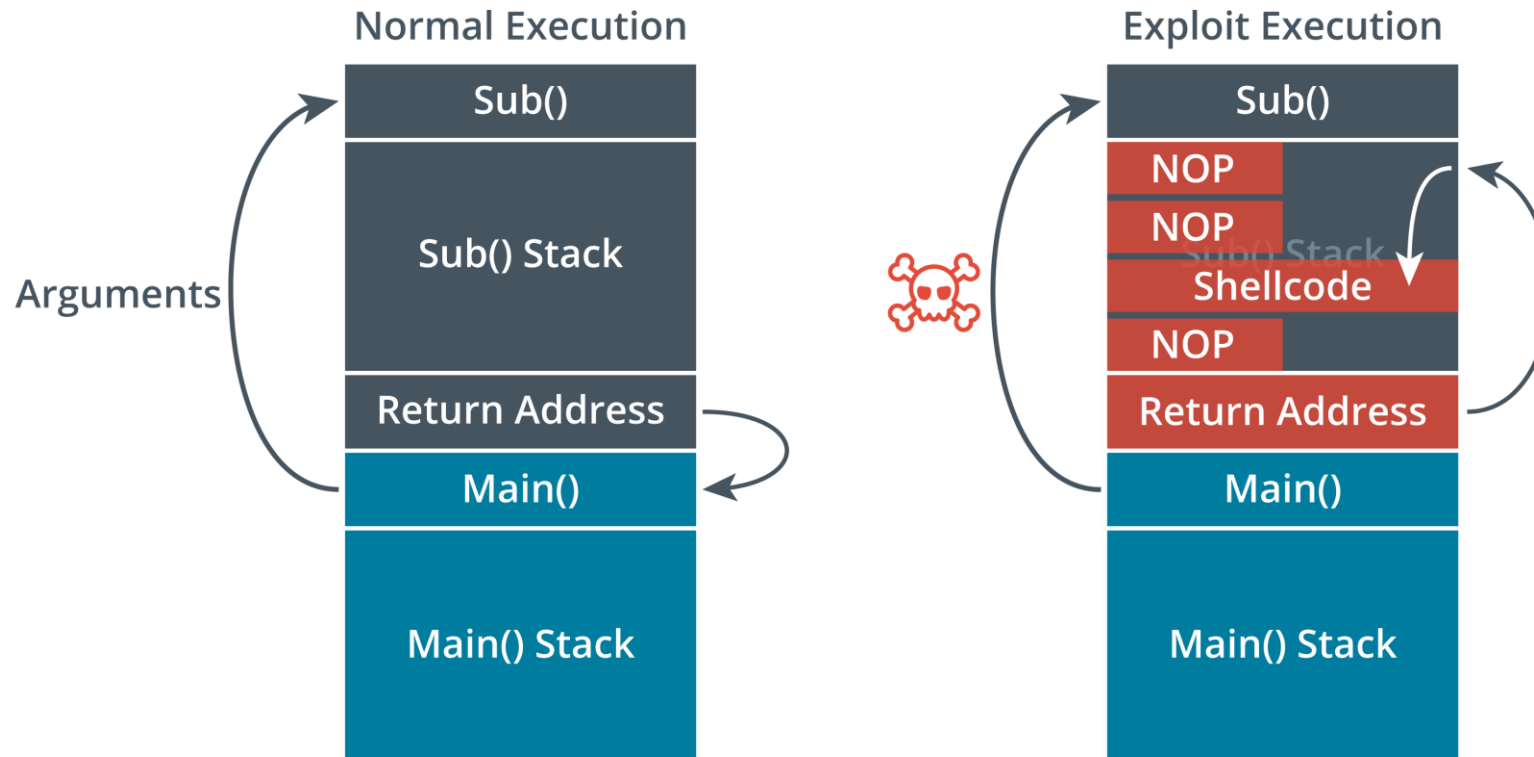 Normal Execution
Sub()
Sub() Stack
Arguments
Return Address
Main()
Main() Stack
Exploit Execution
Sub()
NOP
NOP
Sub() Stack
Shellcode
NOP
Return Address
Main()
Main() Stack